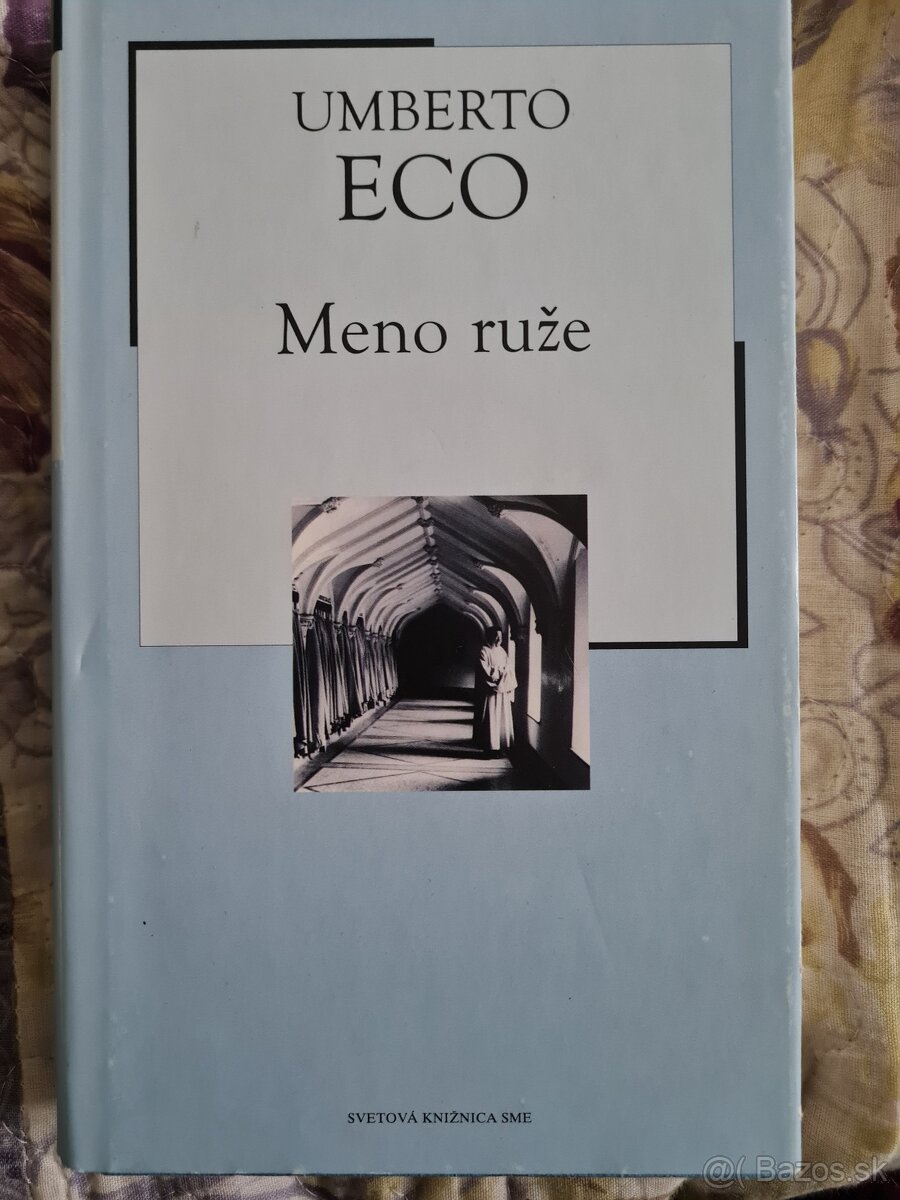 UMBERTO
ECO
Meno ruže
SVETOVÁ KNIŽNICA SME
@( Bazos.sk